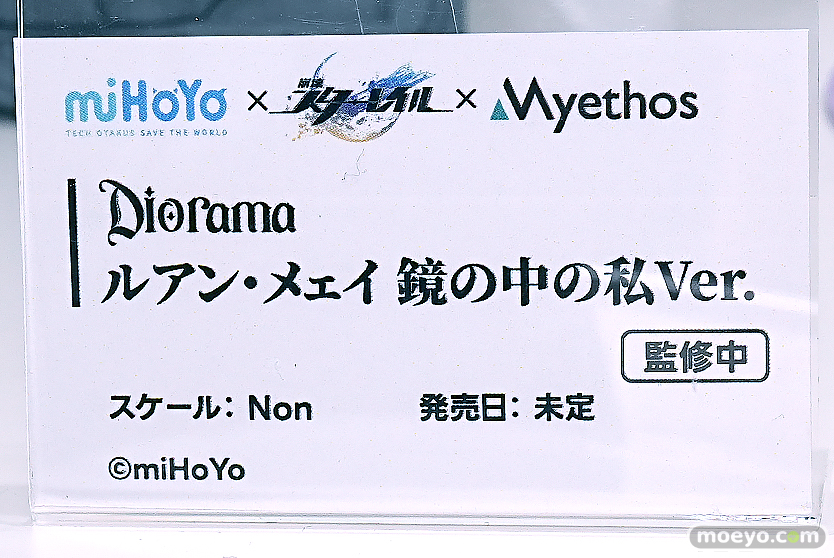 miHoYo × 崩壊スターレイル × Myethos
TECH OTAKUS SAVE THE WORLD
Diorama
ルアン・メェイ 鏡の中の私Ver.
監修中
スケール: Non 発売日: 未定
©miHoYo
moeyo.com